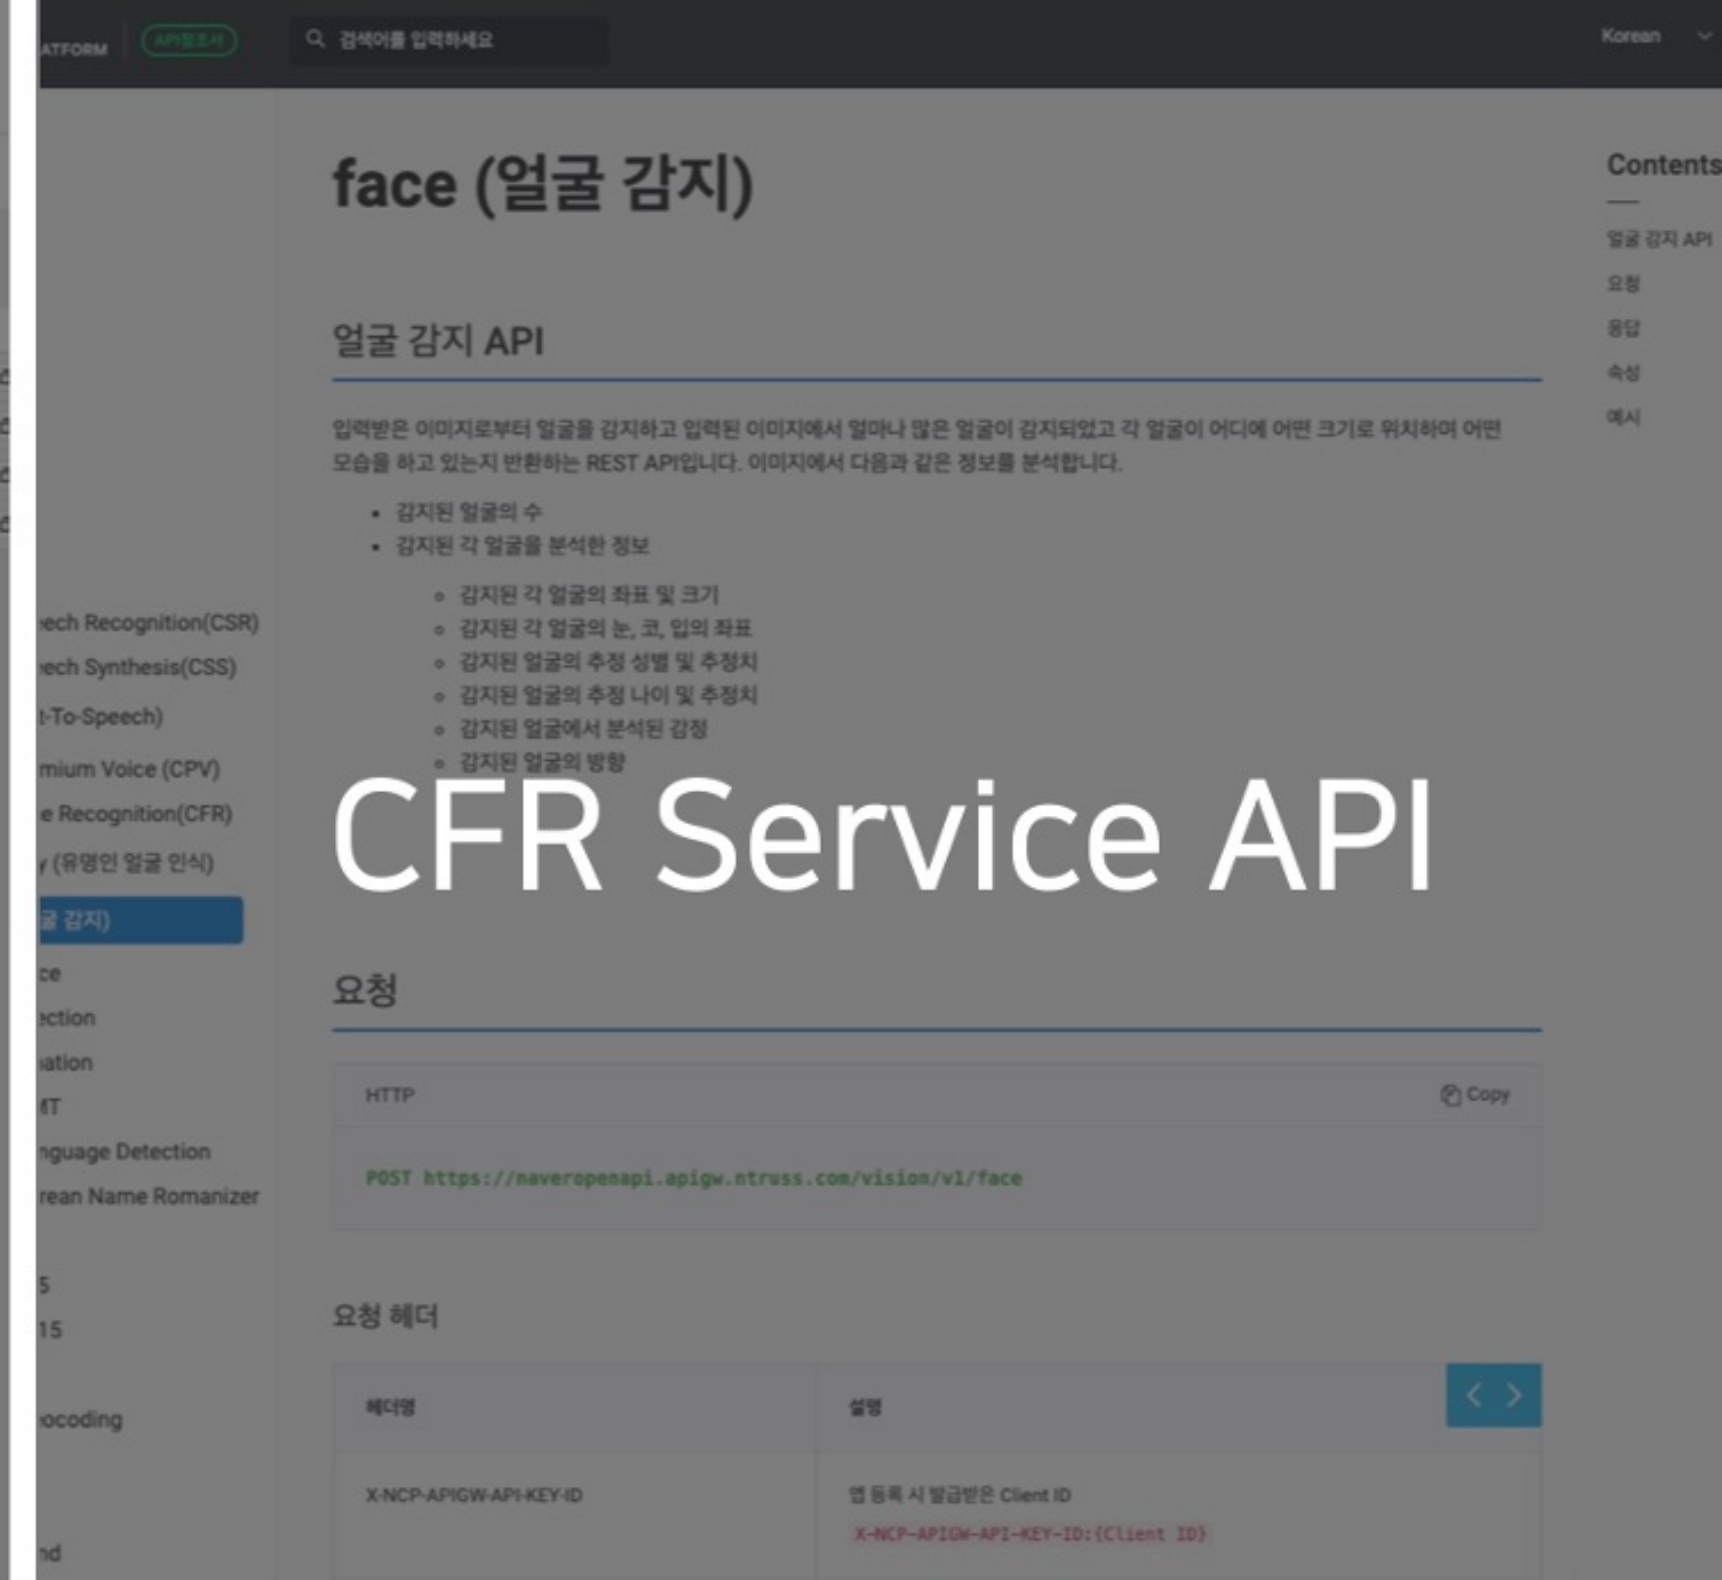 ATFORM
API참조서
검색어를 입력하세요
Korean
face (얼굴 감지)
얼굴 감지 API
입력받은 이미지로부터 얼굴을 감지하고 입력된 이미지에서 얼마나 많은 얼굴이 감지되었고 각 얼굴이 어디에 어떤 크기로 위치하며 어떤
모습을 하고 있는지 반환하는 REST API입니다. 이미지에서 다음과 같은 정보를 분석합니다.
• 감지된 얼굴의 수
• 감지된 각 얼굴을 분석한 정보
◦ 감지된 각 얼굴의 좌표 및 크기
◦ 감지된 각 얼굴의 눈, 코, 입의 좌표
◦ 감지된 얼굴의 추정 성별 및 추정치
◦ 감지된 얼굴의 추정 나이 및 추정치
◦ 감지된 얼굴에서 분석된 감정
◦ 감지된 얼굴의 방향
CFR Service API
요청
HTTP
Copy
POST https://naveropenapi.apigw.ntruss.com/vision/v1/face
요청 헤더
헤더명
설명
X-NCP-APIGW-API-KEY-ID
앱 등록 시 발급받은 Client ID
X-NCP-APIGW-API-KEY-ID:{Client ID}
Contents
얼굴 감지 API
요청
응답
속성
예시
eech Recognition(CSR)
eech Synthesis(CSS)
t-To-Speech)
mium Voice (CPV)
e Recognition(CFR)
y (유명인 얼굴 인식)
굴 감지)
ce
ection
ation
MT
nguage Detection
rean Name Romanizer
5
15
ocoding
nd